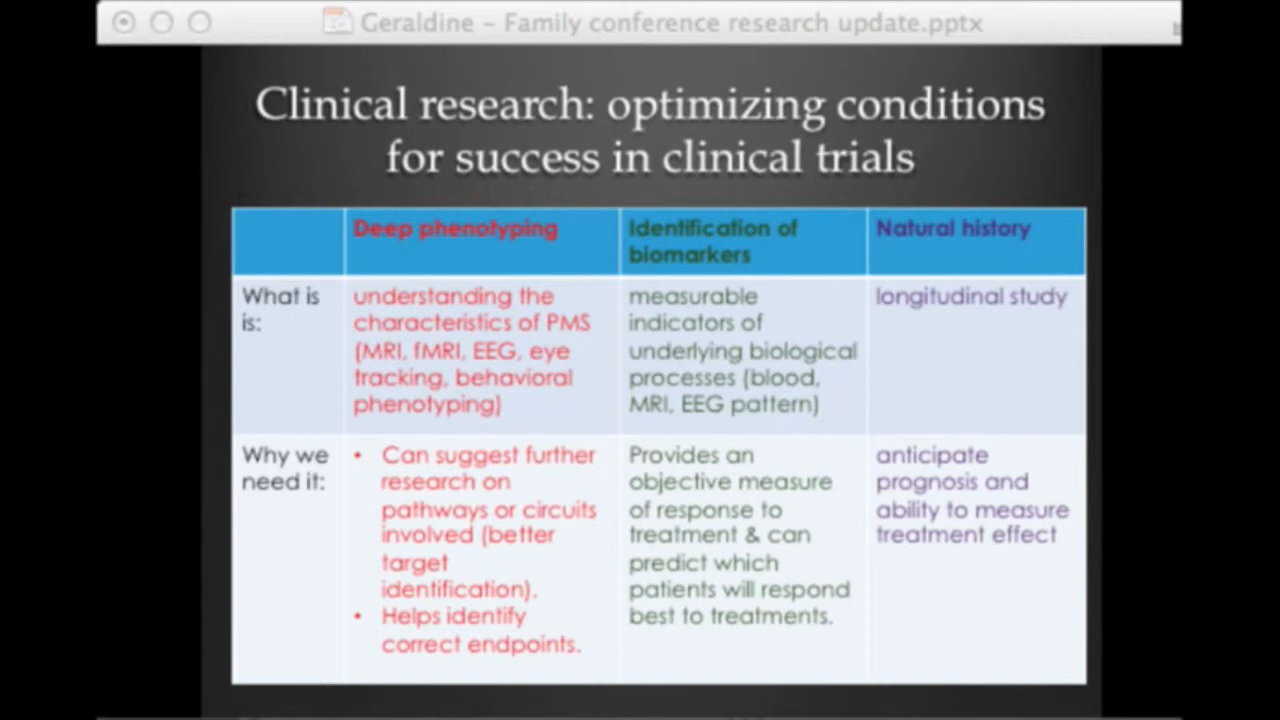 Geraldine – Family conference research update.pptx
Clinical research: optimizing conditions
for success in clinical trials
Deep phenotyping
Identification of
biomarkers
Natural history
What is
is:
understanding the
characteristics of PMS
(MRI, fMRI, EEG, eye
tracking, behavioral
phenotyping)
measurable
indicators of
underlying biological
processes (blood,
MRI, EEG pattern)
longitudinal study
Why we
need it:
• Can suggest further
research on
pathways or circuits
involved (better
target
identification).
• Helps identify
correct endpoints.
Provides an
objective measure
of response to
treatment & can
predict which
patients will respond
best to treatments.
anticipate
prognosis and
ability to measure
treatment effect